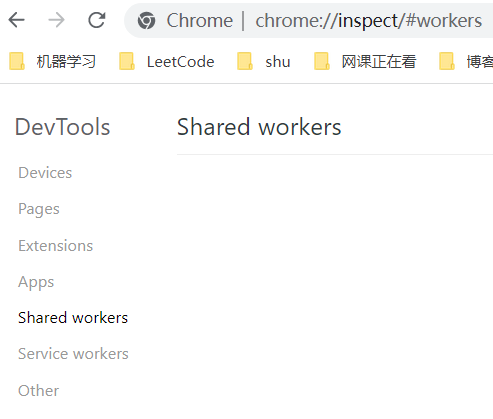 Chrome | chrome://inspect/#workers
机器学习 LeetCode shu 网课正在看 博客
DevTools
Shared workers
Devices
Pages
Extensions
Apps
Shared workers
Service workers
Other